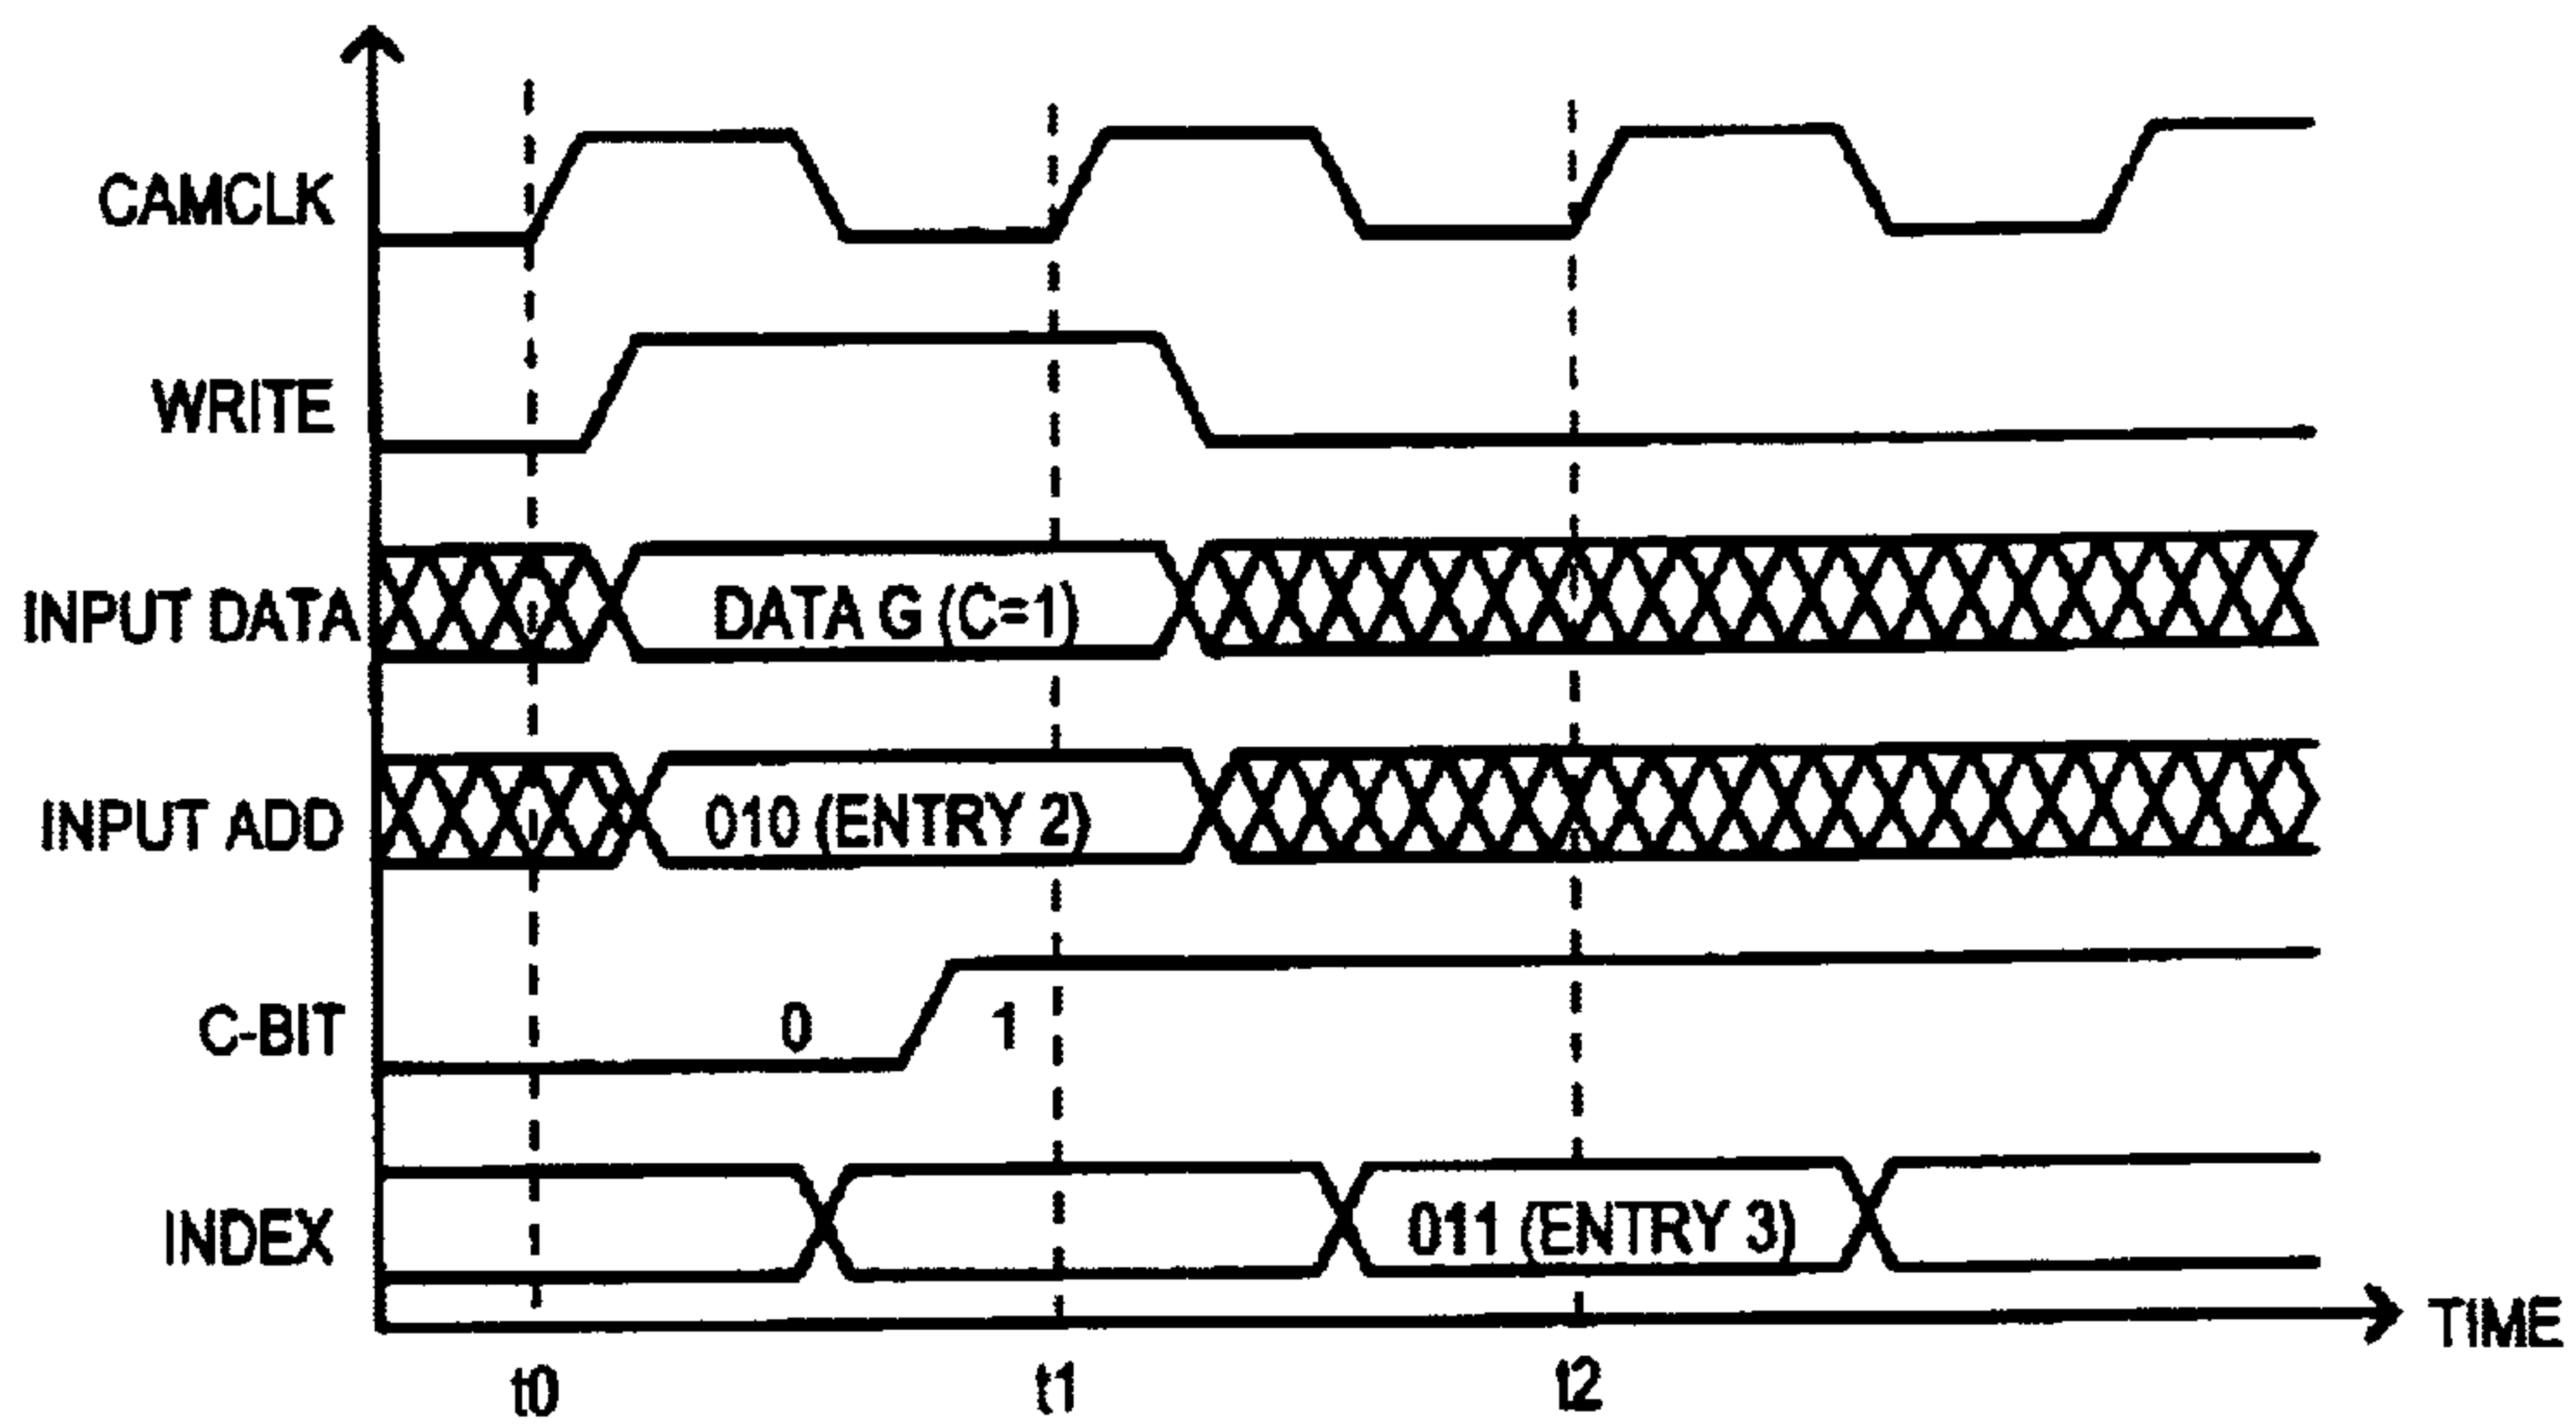 CAMCLK
WRITE
INPUT DATA
DATA G (C=1)
INPUT ADD
010 (ENTRY 2)
C-BIT
0
1
INDEX
011 (ENTRY 3)
TIME
t0
t1
t2